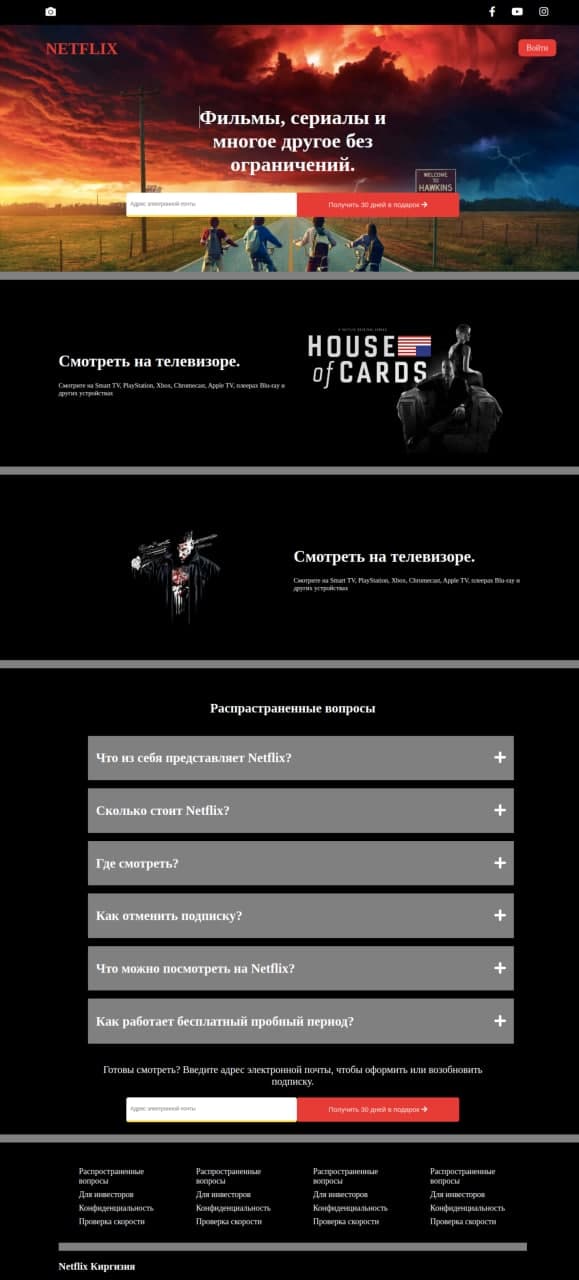 NETFLIX
Войти
Фильмы, сериалы и
многое другое без
ограничений.
WELCOME
TO
HAWKINS
Адрес электронной почты
Получить 30 дней в подарок
Смотреть на телевизоре.
Смотрите на Smart TV, PlayStation, Xbox, Chromecast, Apple TV, плеерах Blu-ray и
других устройствах
A NETFLIX ORIGINAL SERIES
HOUSE
of CARDS
Смотреть на телевизоре.
Смотрите на Smart TV, PlayStation, Xbox, Chromecast, Apple TV, плеерах Blu-ray и
других устройствах
Распрастраненные вопросы
Что из себя представляет Netflix?
Сколько стоит Netflix?
Где смотреть?
Как отменить подписку?
Что можно посмотреть на Netflix?
Как работает бесплатный пробный период?
Готовы смотреть? Введите адрес электронной почты, чтобы оформить или возобновить
подписку.
Адрес электронной почты
Получить 30 дней в подарок
Распространенные
вопросы
Для инвесторов
Конфиденциальность
Проверка скорости
Распространенные
вопросы
Для инвесторов
Конфиденциальность
Проверка скорости
Распространенные
вопросы
Для инвесторов
Конфиденциальность
Проверка скорости
Распространенные
вопросы
Для инвесторов
Конфиденциальность
Проверка скорости
Netflix Киргизия